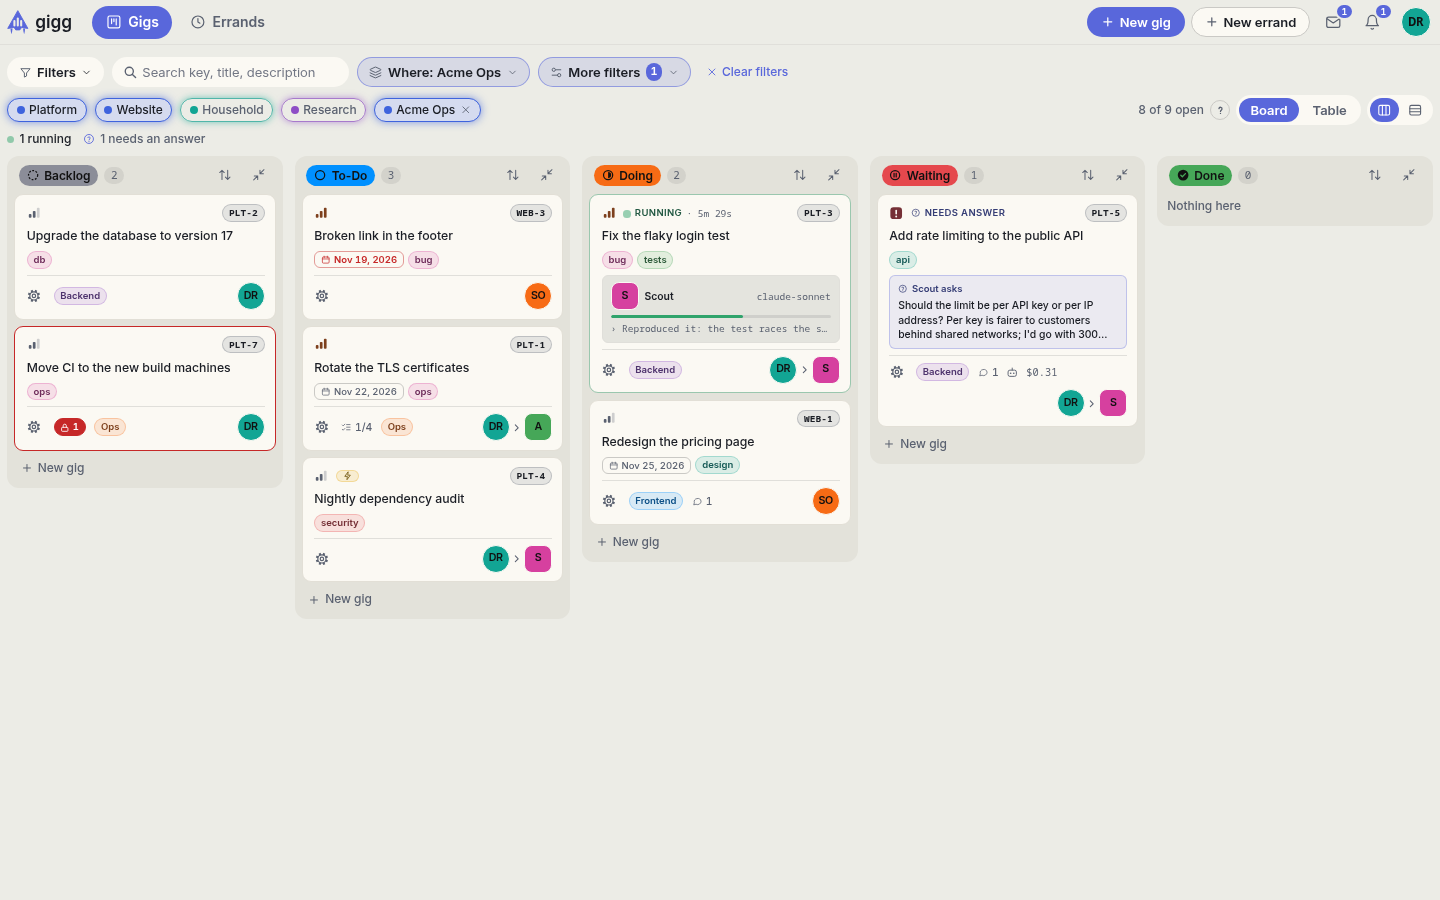 gigg
Gigs
Errands
New gig
New errand
1
1
DR
Filters
Search key, title, description
Where: Acme Ops
More filters 1
Clear filters
Platform
Website
Household
Research
Acme Ops
8 of 9 open
?
Board
Table
1 running
1 needs an answer
Backlog 2
PLT-2
Upgrade the database to version 17
db
Backend
DR
PLT-7
Move CI to the new build machines
ops
1
Ops
DR
New gig
To-Do 3
WEB-3
Broken link in the footer
Nov 19, 2026
bug
SO
PLT-1
Rotate the TLS certificates
Nov 22, 2026
ops
1/4
Ops
DR
A
PLT-4
Nightly dependency audit
security
DR
S
New gig
Doing 2
RUNNING · 5m 29s
PLT-3
Fix the flaky login test
bug
tests
S
Scout
claude-sonnet
› Reproduced it: the test races the s…
Backend
DR
S
WEB-1
Redesign the pricing page
Nov 25, 2026
design
Frontend
1
SO
New gig
Waiting 1
NEEDS ANSWER
PLT-5
Add rate limiting to the public API
api
Scout asks
Should the limit be per API key or per IP
address? Per key is fairer to customers
behind shared networks; I'd go with 300…
Backend
1
$0.31
DR
S
New gig
Done 0
Nothing here